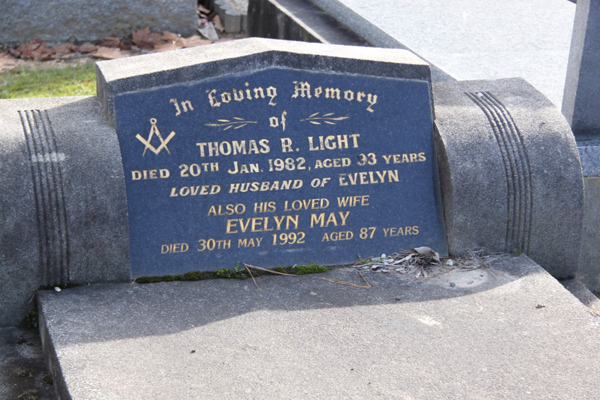 In Loving Memory
of
THOMAS R. LIGHT
DIED 20TH JAN. 1982, AGED 93 YEARS
LOVED HUSBAND OF EVELYN
ALSO HIS LOVED WIFE
EVELYN MAY
DIED 30TH MAY 1992 AGED 87 YEARS